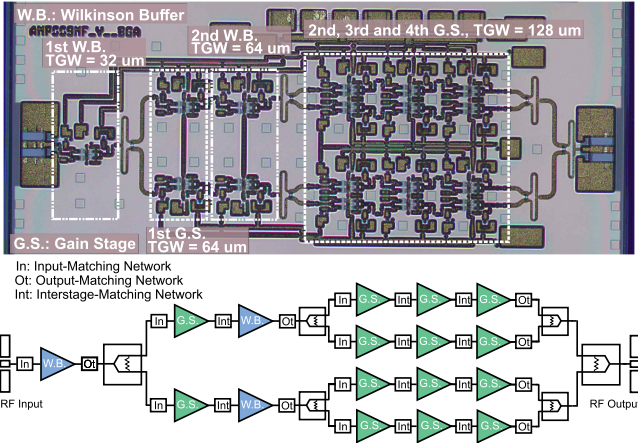 W.B.: Wilkinson Buffer
1st W.B.
TGW = 32 um
2nd W.B.
TGW = 64 um
2nd, 3rd and 4th G.S., TGW = 128 um
G.S.: Gain Stage
1st G.S.
TGW = 64 um
In: Input-Matching Network
Ot: Output-Matching Network
Int: Interstage-Matching Network
In G.S. Int G.S. Int G.S. Ot
In G.S. Int W.B. Ot
In G.S. Int G.S. Int G.S. Ot
In W.B. Ot
In G.S. Int G.S. Int G.S. Ot
RF Input
RF Output
In G.S. Int W.B. Ot
In G.S. Int G.S. Int G.S. Ot